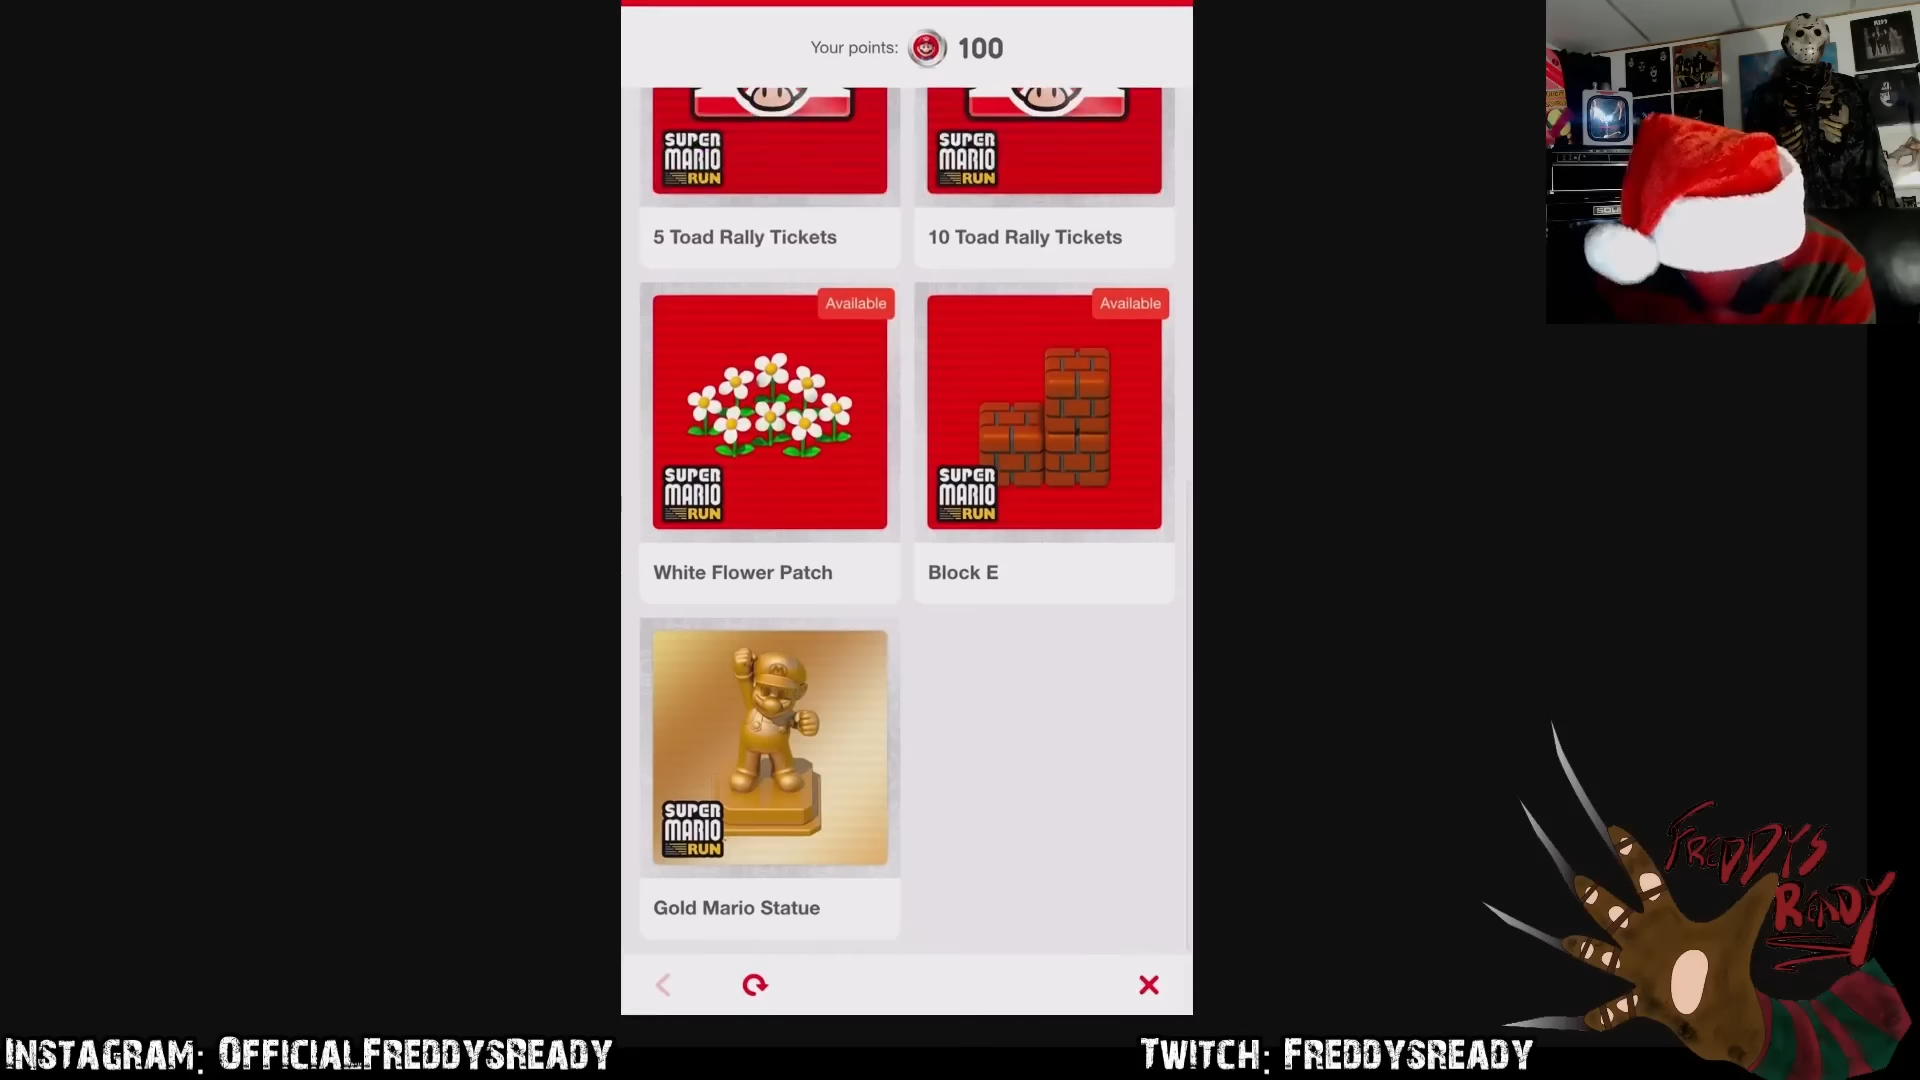 Your points: 100
SUPER
MARIO
RUN
SUPER
MARIO
RUN
5 Toad Rally Tickets
10 Toad Rally Tickets
Available
Available
SUPER
MARIO
RUN
SUPER
MARIO
RUN
White Flower Patch
Block E
SUPER
MARIO
RUN
Gold Mario Statue
FREDDYS
READY
INSTAGRAM: OFFICIALFREDDYSREADY
TWITCH: FREDDYSREADY